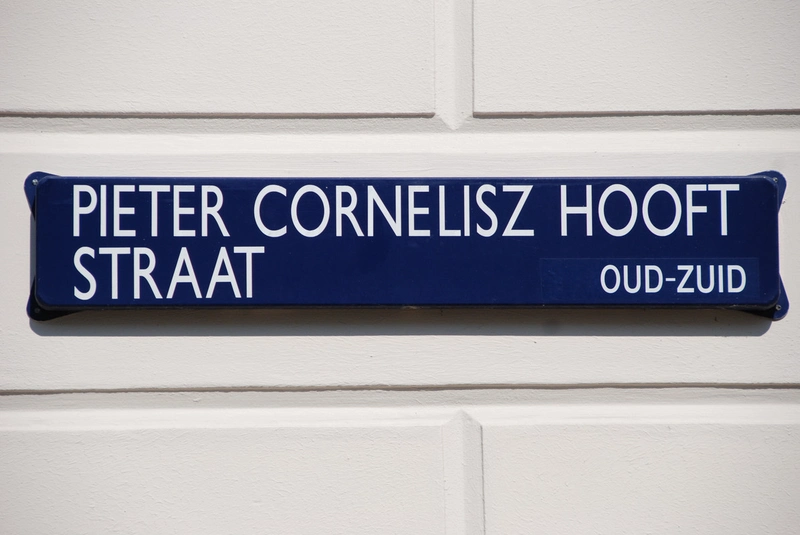 PIETER CORNELISZ HOOFT
STRAAT
OUD-ZUID